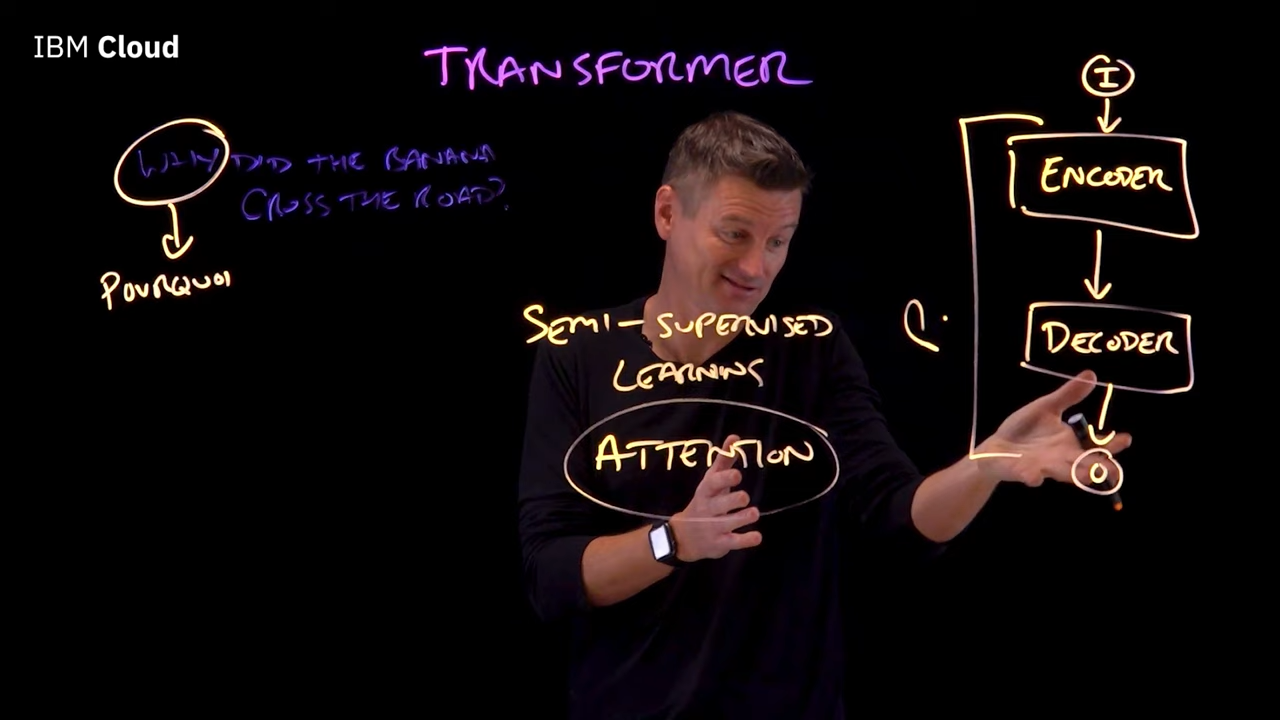 IBM Cloud
TRANSFORMER
WHY DID THE BANANA
CROSS THE ROAD?
POURQUOI
SEMI-SUPERVISED
LEARNING
ATTENTION
I
ENCODER
DECODER
O